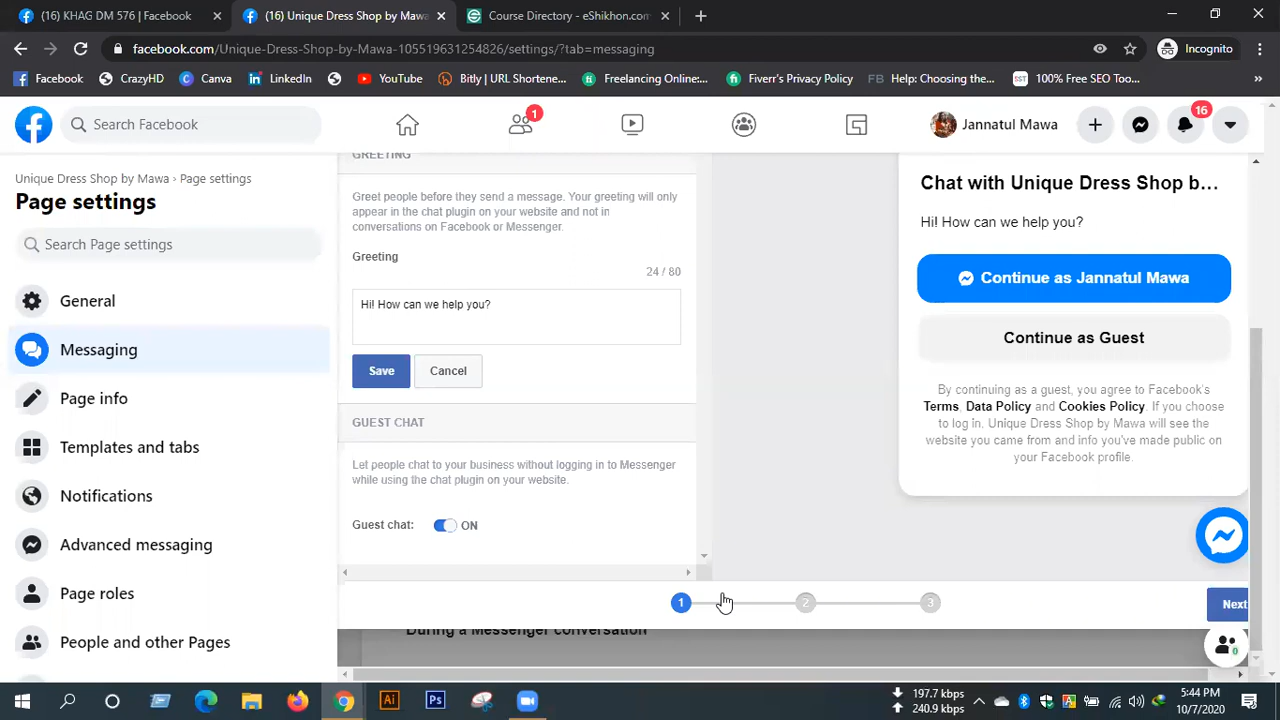 (16) KHAG DM 576 | Facebook
(16) Unique Dress Shop by Mawa
Course Directory - eShikhon.com
facebook.com/Unique-Dress-Shop-by-Mawa-105519631254826/settings/?tab=messaging
Incognito
Facebook
CrazyHD
Canva
LinkedIn
YouTube
Bitly | URL Shortene...
Freelancing Online:...
Fiverr's Privacy Policy
FB Help: Choosing the...
SST 100% Free SEO Too...
Search Facebook
1
Jannatul Mawa
16
Unique Dress Shop by Mawa › Page settings
Page settings
Search Page settings
General
Messaging
Page info
Templates and tabs
Notifications
Advanced messaging
Page roles
People and other Pages
GREETING
Greet people before they send a message. Your greeting will only
appear in the chat plugin on your website and not in
conversations on Facebook or Messenger.
Greeting
24 / 80
Hi! How can we help you?
Save
Cancel
GUEST CHAT
Let people chat to your business without logging in to Messenger
while using the chat plugin on your website.
Guest chat:
ON
Chat with Unique Dress Shop b...
Hi! How can we help you?
Continue as Jannatul Mawa
Continue as Guest
By continuing as a guest, you agree to Facebook's
Terms, Data Policy and Cookies Policy. If you choose
to log in, Unique Dress Shop by Mawa will see the
website you came from and info you've made public on
your Facebook profile.
1
2
3
Next
During a Messenger conversation
0
Ai
Ps
197.7 kbps
240.9 kbps
5:44 PM
10/7/2020